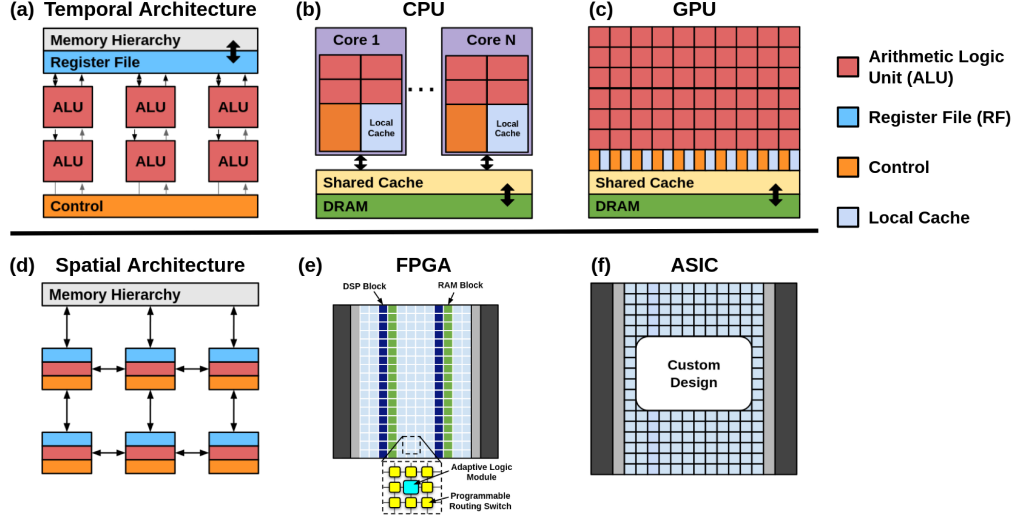 (a) Temporal Architecture
Memory Hierarchy
Register File
ALU ALU ALU
ALU ALU ALU
Control
(b) CPU
Core 1
Core N
...
Local
Cache
Local
Cache
Shared Cache
DRAM
(c) GPU
Shared Cache
DRAM
Arithmetic Logic
Unit (ALU)
Register File (RF)
Control
Local Cache
(d) Spatial Architecture
Memory Hierarchy
(e) FPGA
DSP Block
RAM Block
Adaptive Logic
Module
Programmable
Routing Switch
(f) ASIC
Custom
Design